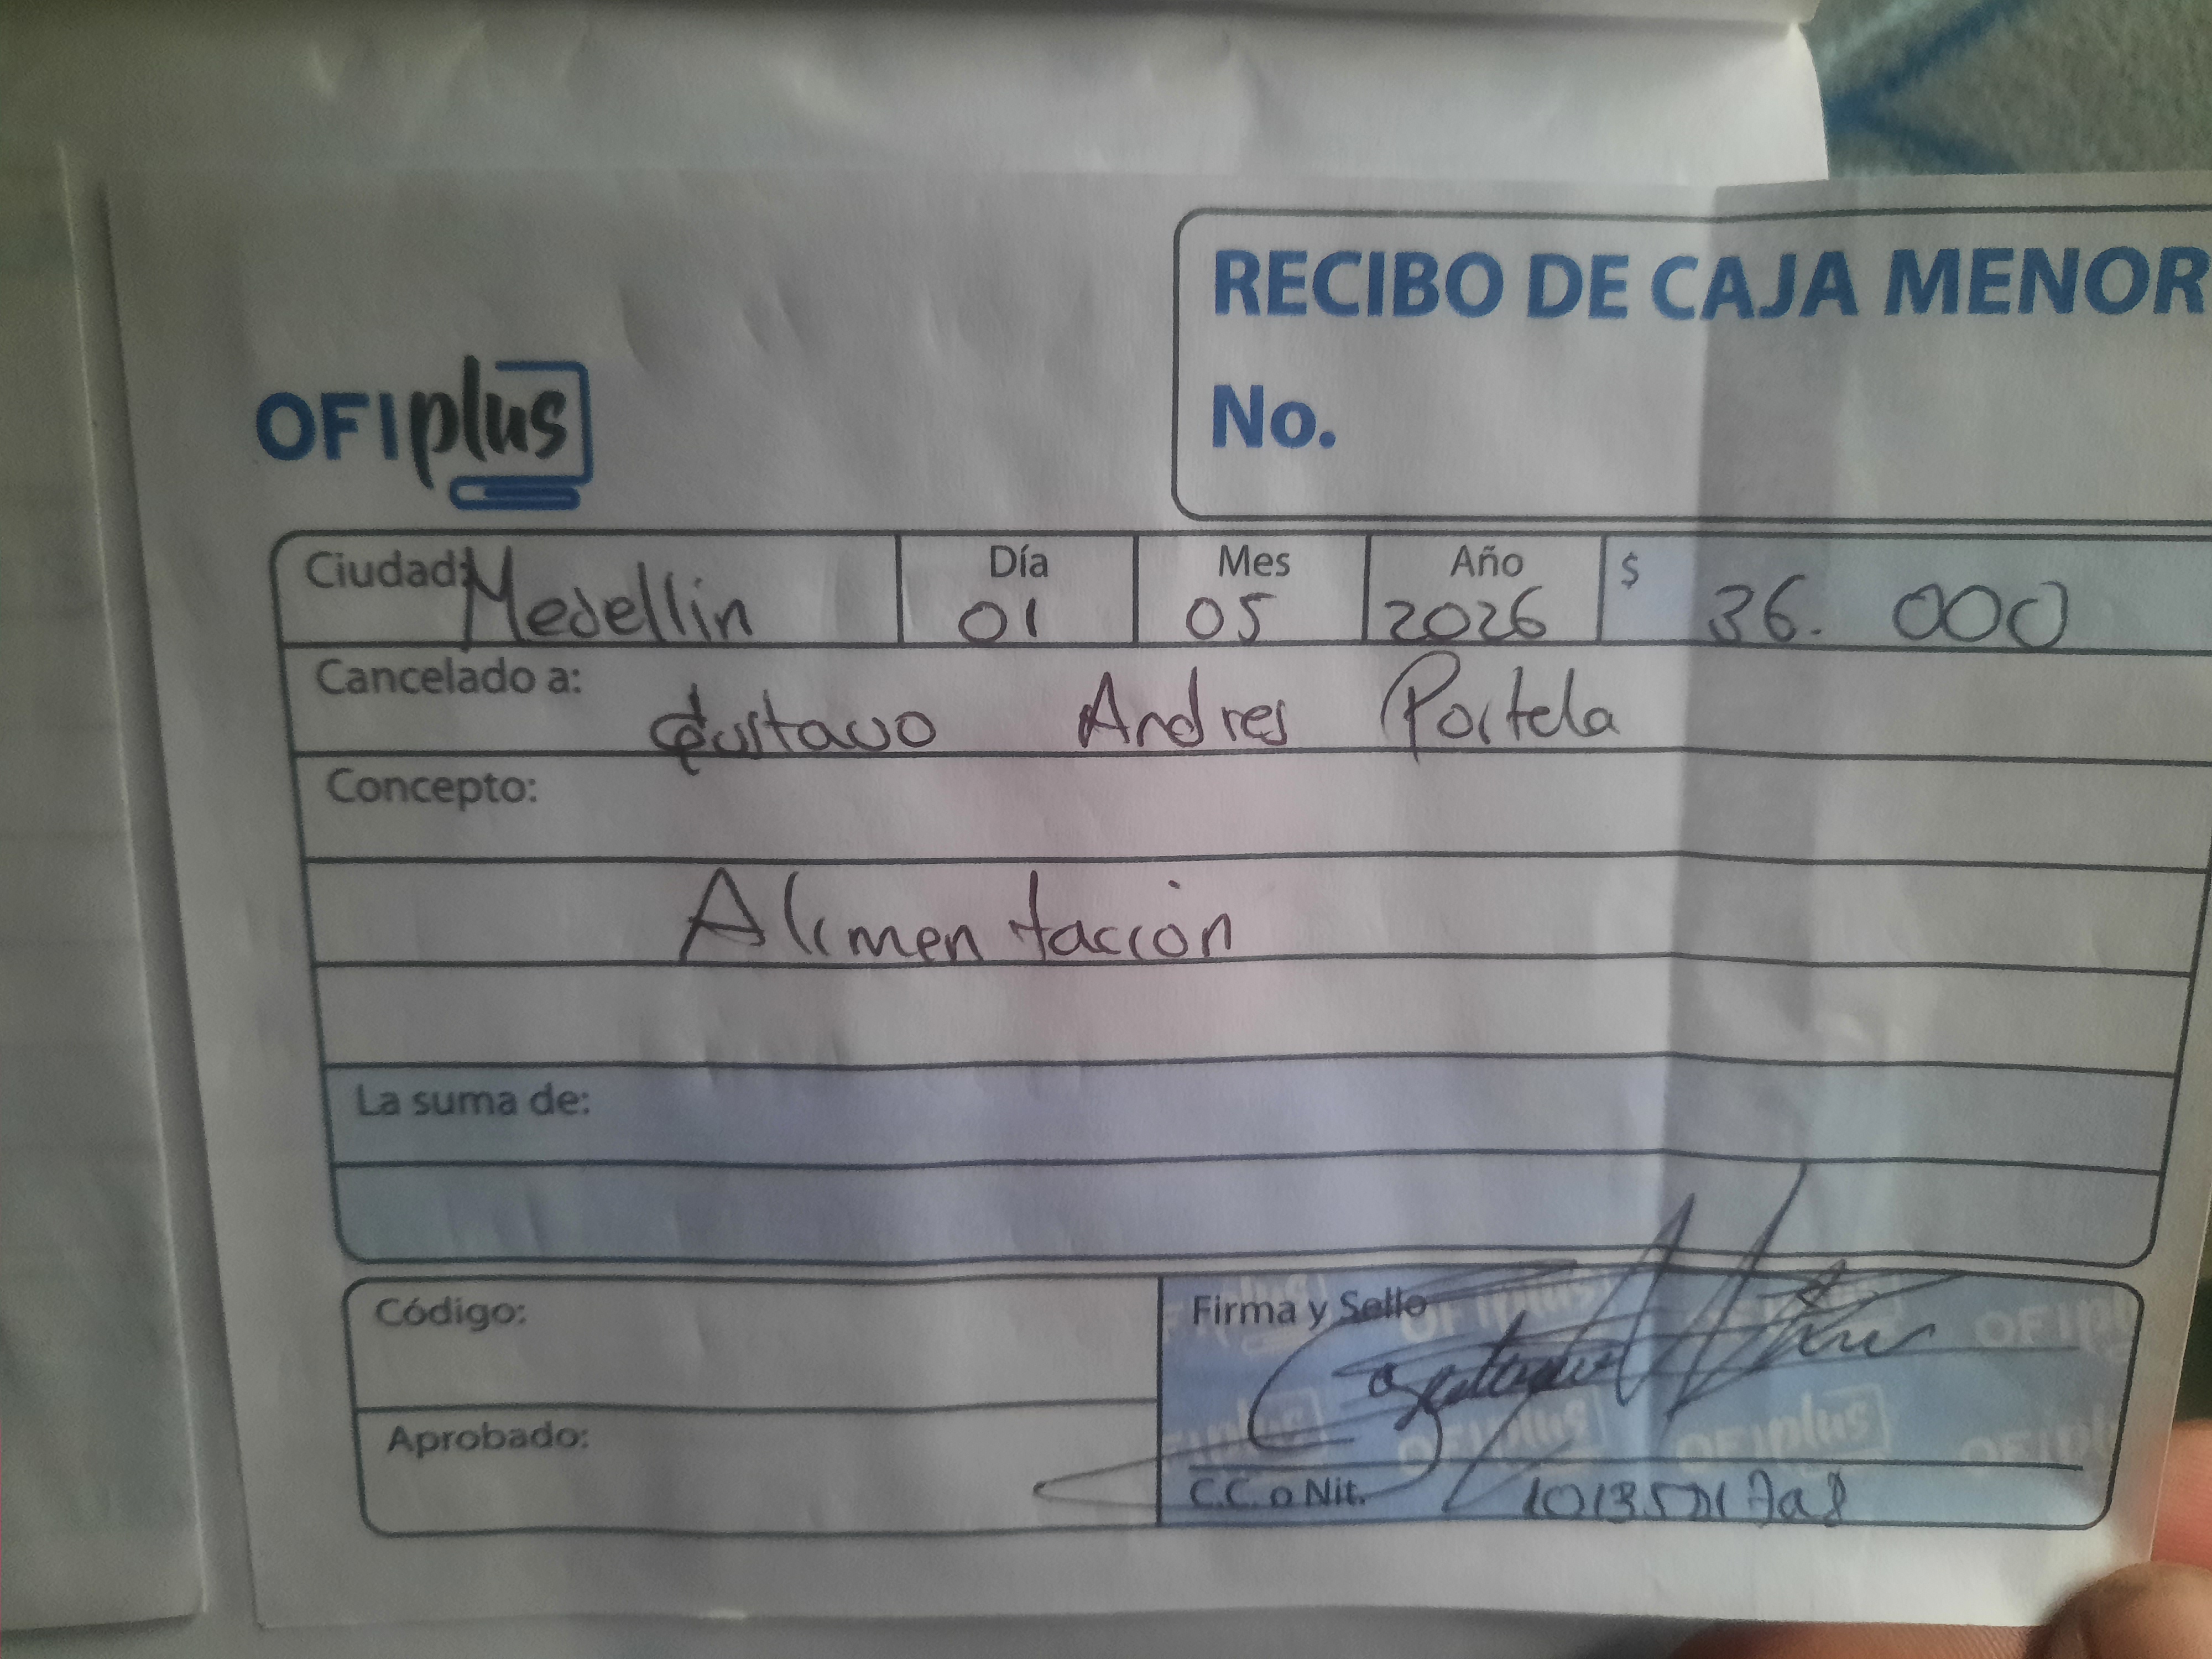 RECIBO DE CAJA MENOR
No.
OFIplus
Ciudad: Medellin
Día 01
Mes 05
Año 2026
$ 36.000
Cancelado a: Gustavo Andres Portela
Concepto:
Alimentación
La suma de:
Código:
Aprobado:
Firma y Sello
C.C. o Nit.